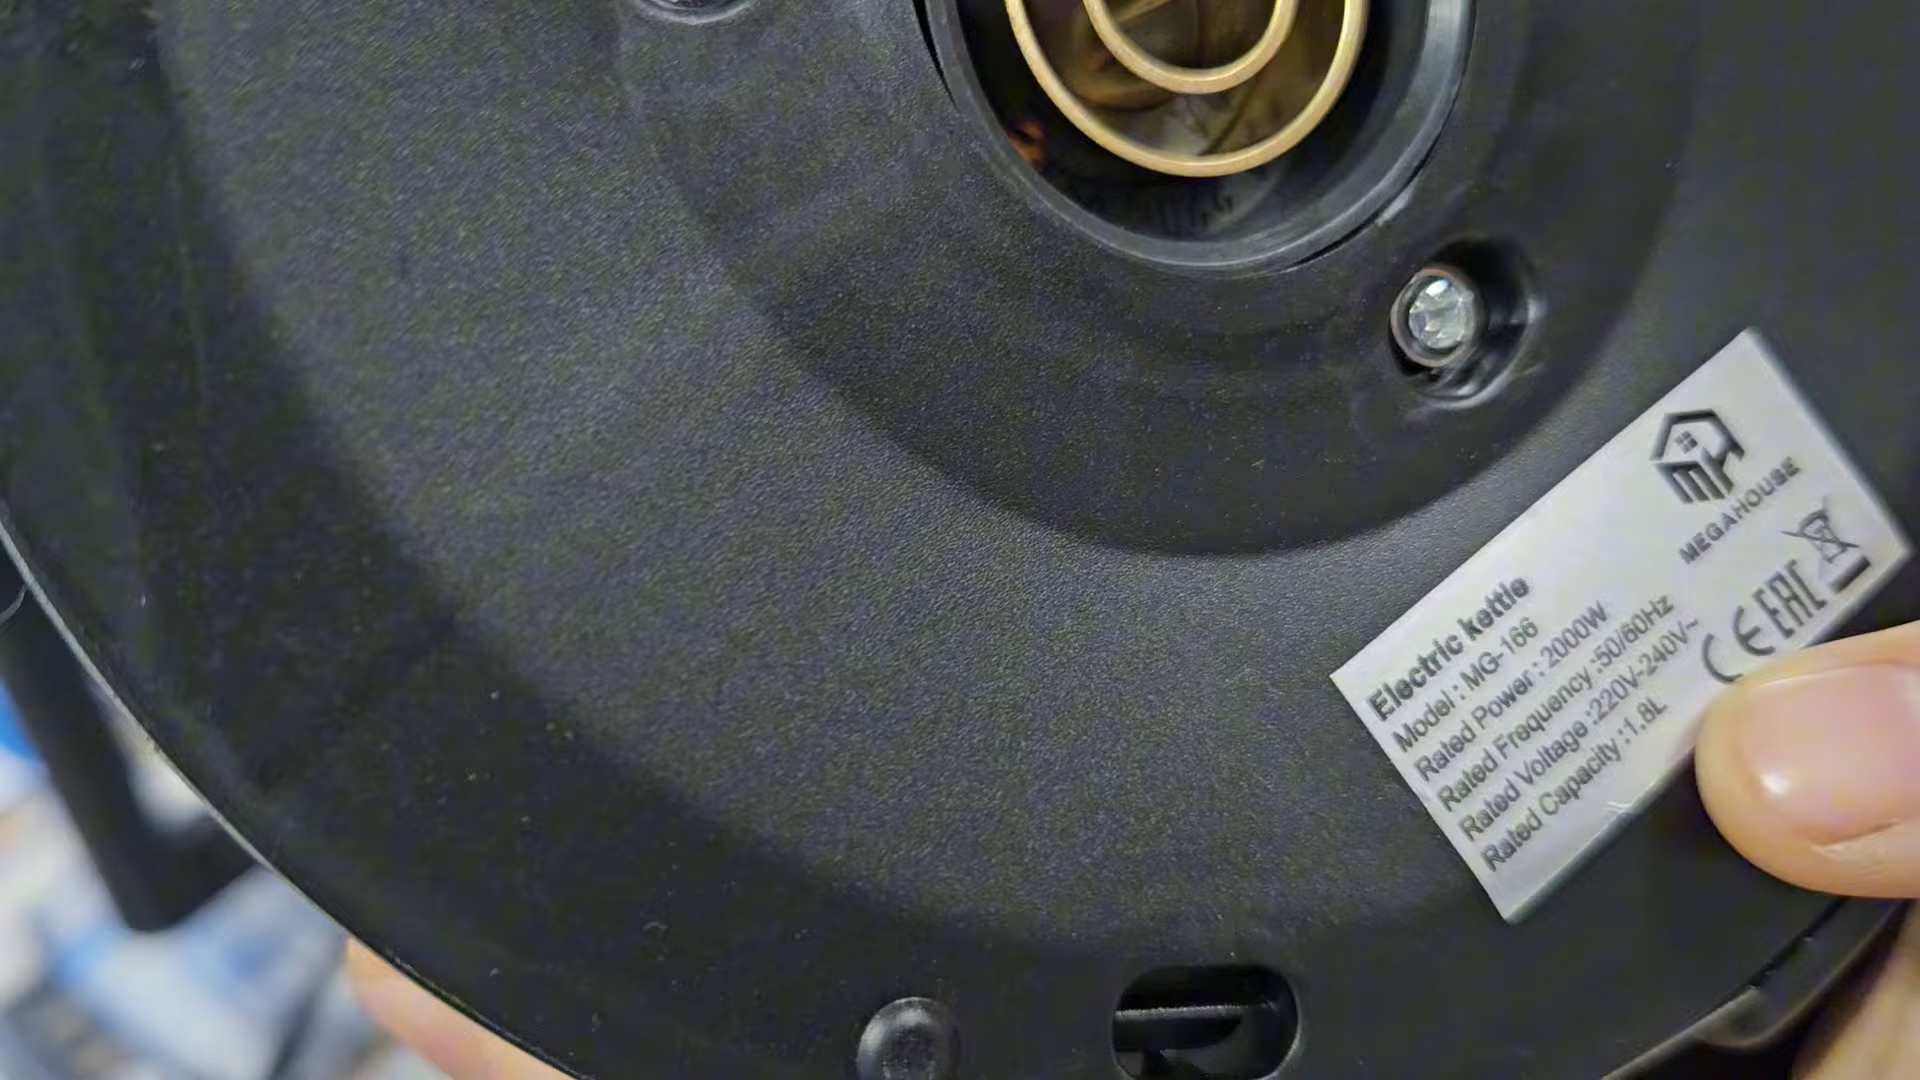 MEGAHOUSE
Electric kettle
Model : MG-166
Rated Power : 2000W
Rated Frequency :50/60Hz
Rated Voltage :220V-240V~
Rated Capacity :1.8L
CE EAC